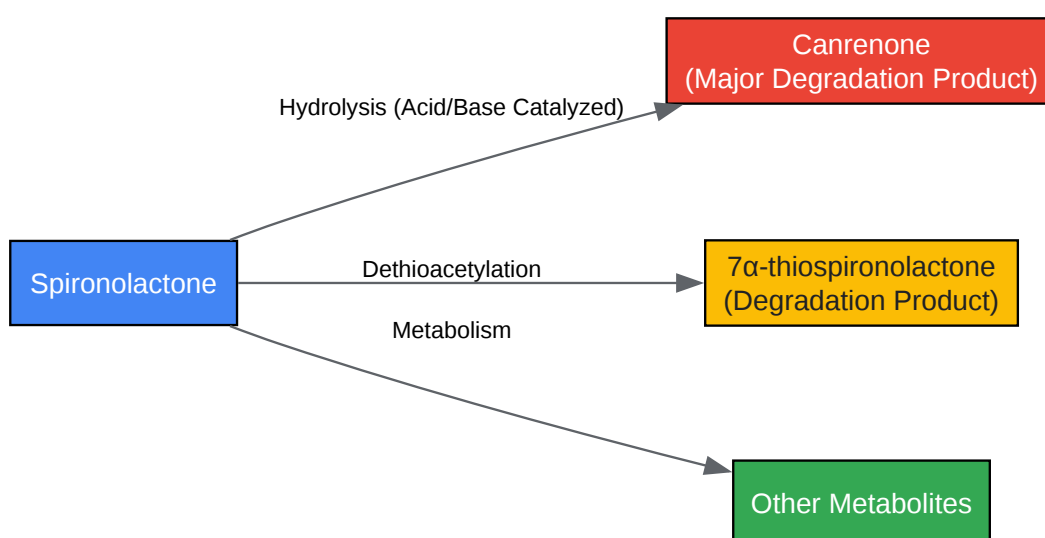 Canrenone
(Major Degradation Product)
Hydrolysis (Acid/Base Catalyzed)
Spironolactone
Dethioacetylation
7α-thiospironolactone
(Degradation Product)
Metabolism
Other Metabolites